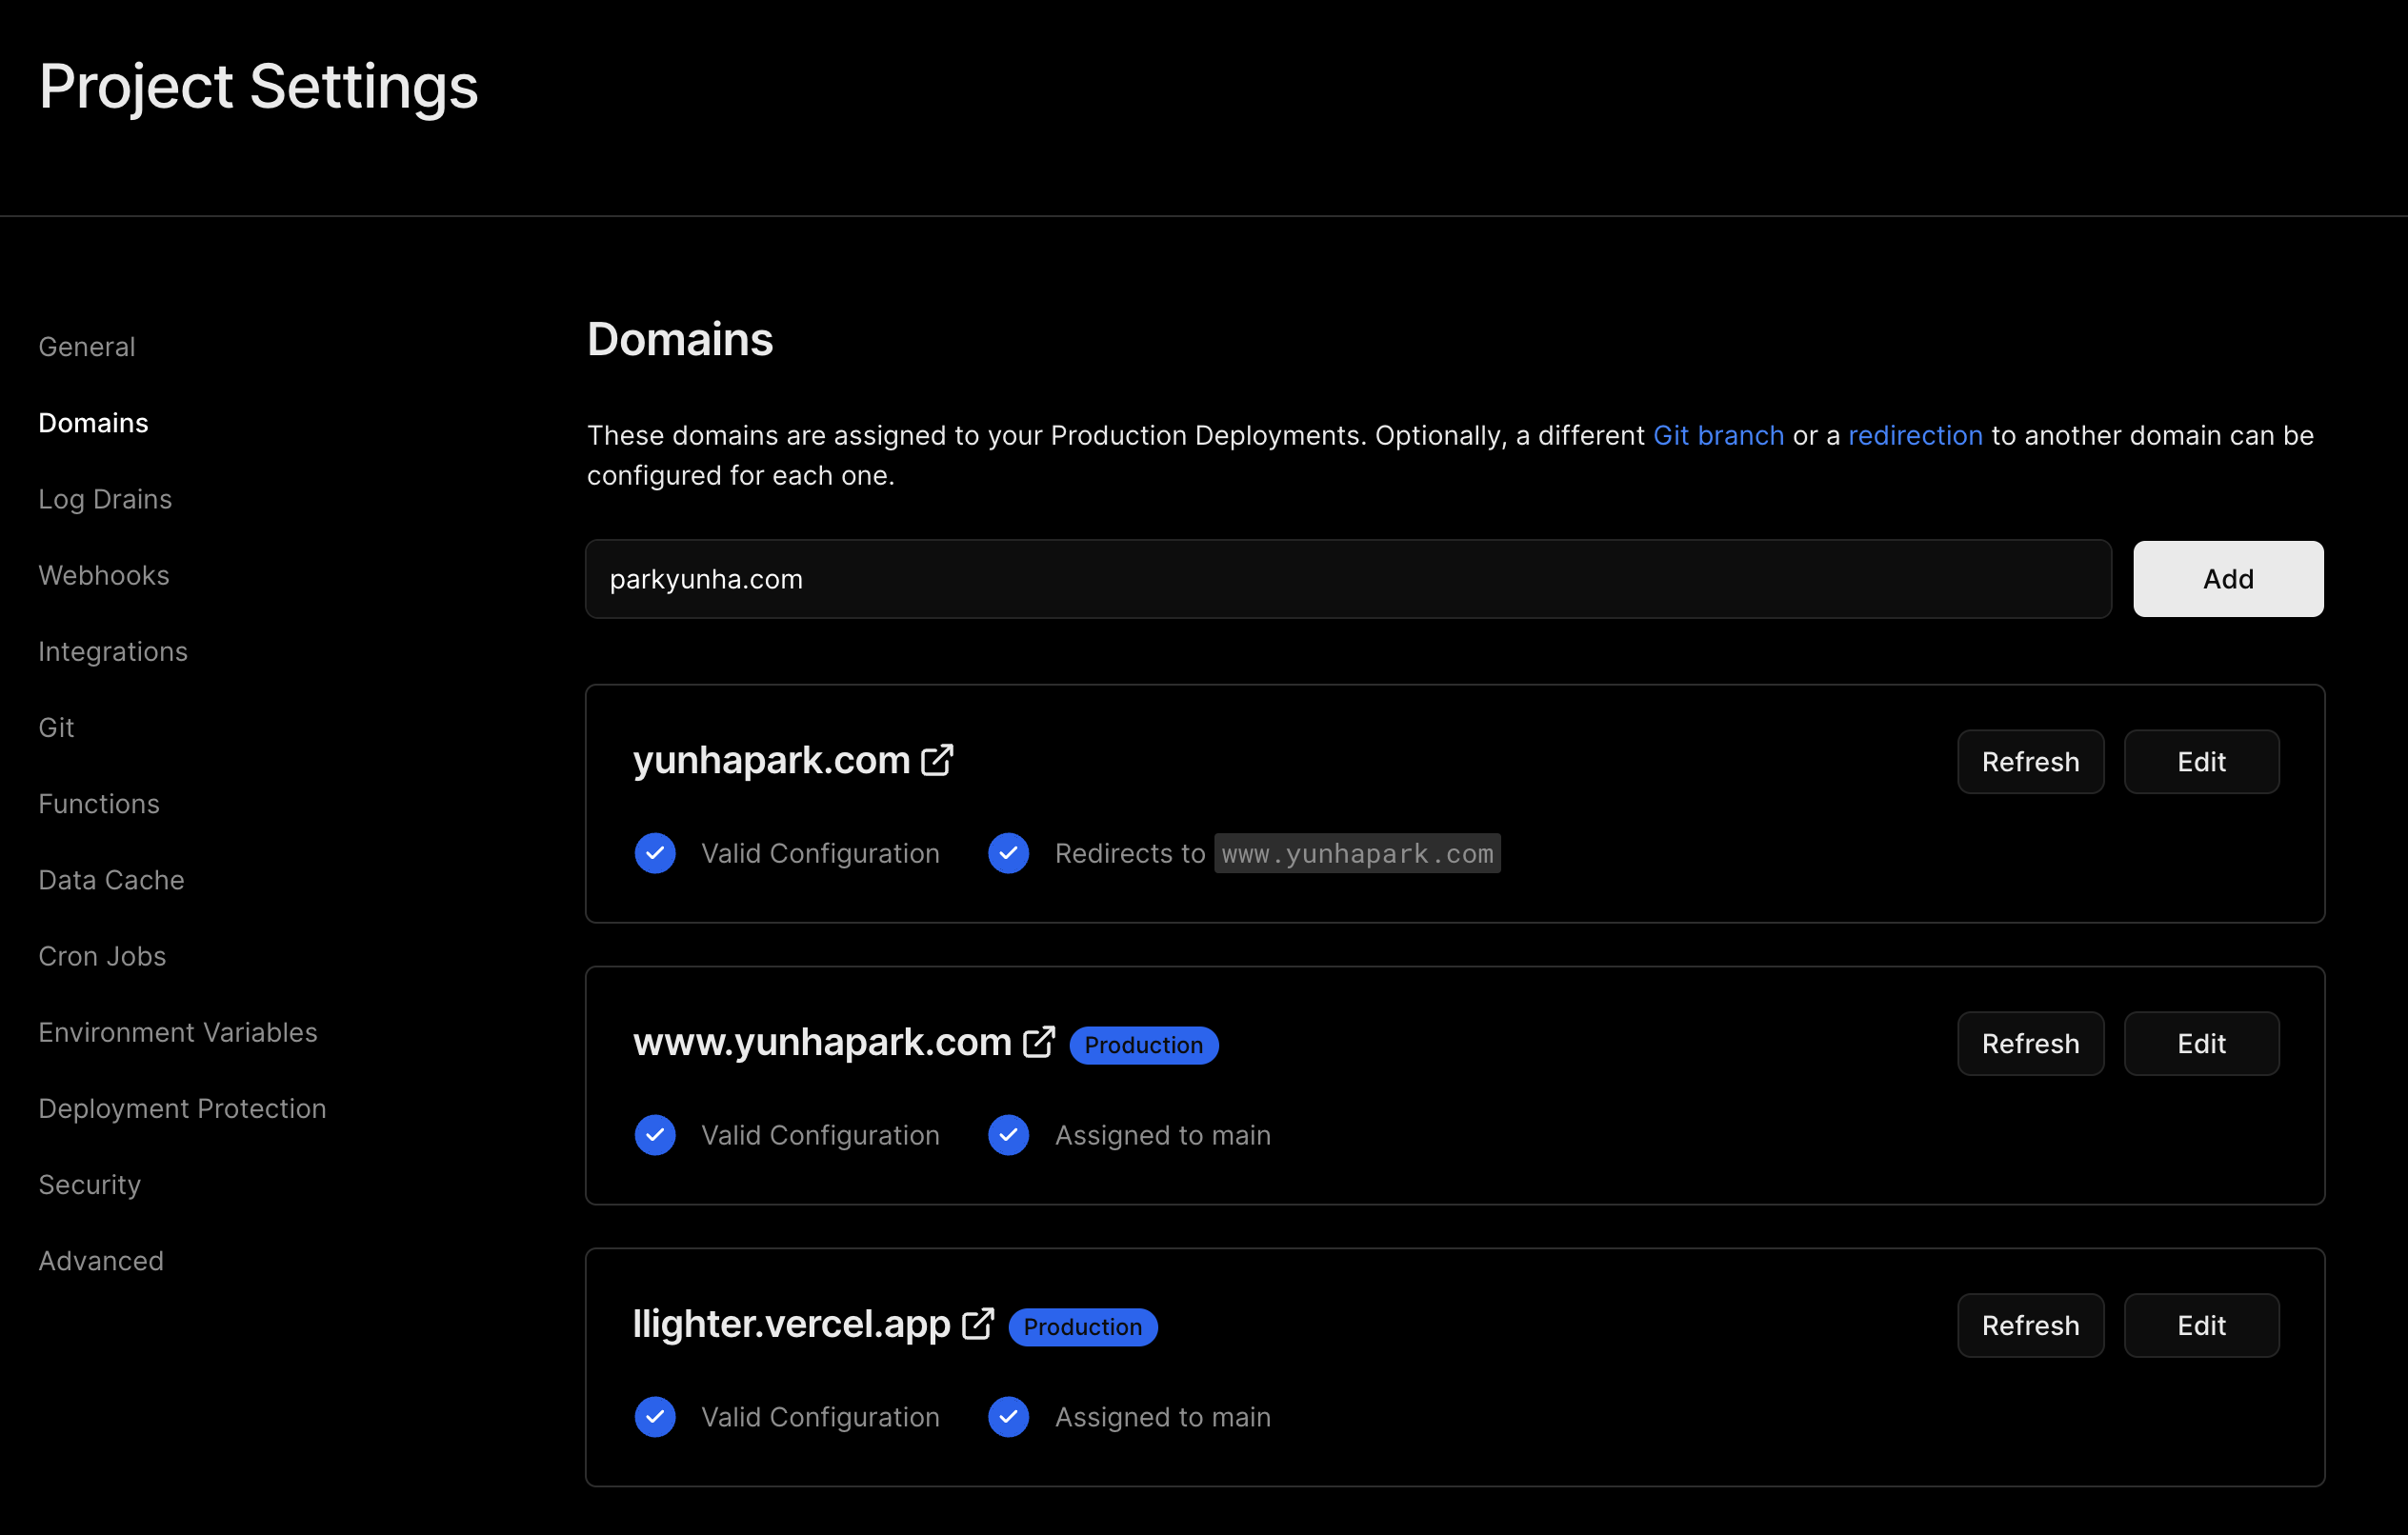 Project Settings
General
Domains
Log Drains
Webhooks
Integrations
Git
Functions
Data Cache
Cron Jobs
Environment Variables
Deployment Protection
Security
Advanced
Domains
These domains are assigned to your Production Deployments. Optionally, a different Git branch or a redirection to another domain can be
configured for each one.
parkyunha.com
Add
yunhapark.com
Refresh
Edit
Valid Configuration
Redirects to www.yunhapark.com
www.yunhapark.com
Production
Refresh
Edit
Valid Configuration
Assigned to main
llighter.vercel.app
Production
Refresh
Edit
Valid Configuration
Assigned to main